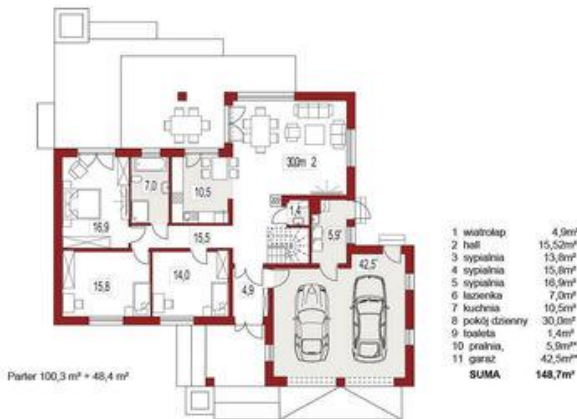 30,0m 2
7,0
10,5
1,4
16,9
15,5
5,9
42,5
15,8
14,0
4,9
1 wiatrołap 4,9m²
2 hall 15,52m²
3 sypialnia 13,8m²
4 sypialnia 15,8m²
5 sypialnia 16,9m²
6 łazienka 7,0m²
7 kuchnia 10,5m²
8 pokój dzienny 30,0m²
9 toaleta 1,4m²
10 pralnia, 5,9m²*
11 garaż 42,5m²*
SUMA 148,7m²
Parter 100,3 m² + 48,4 m²